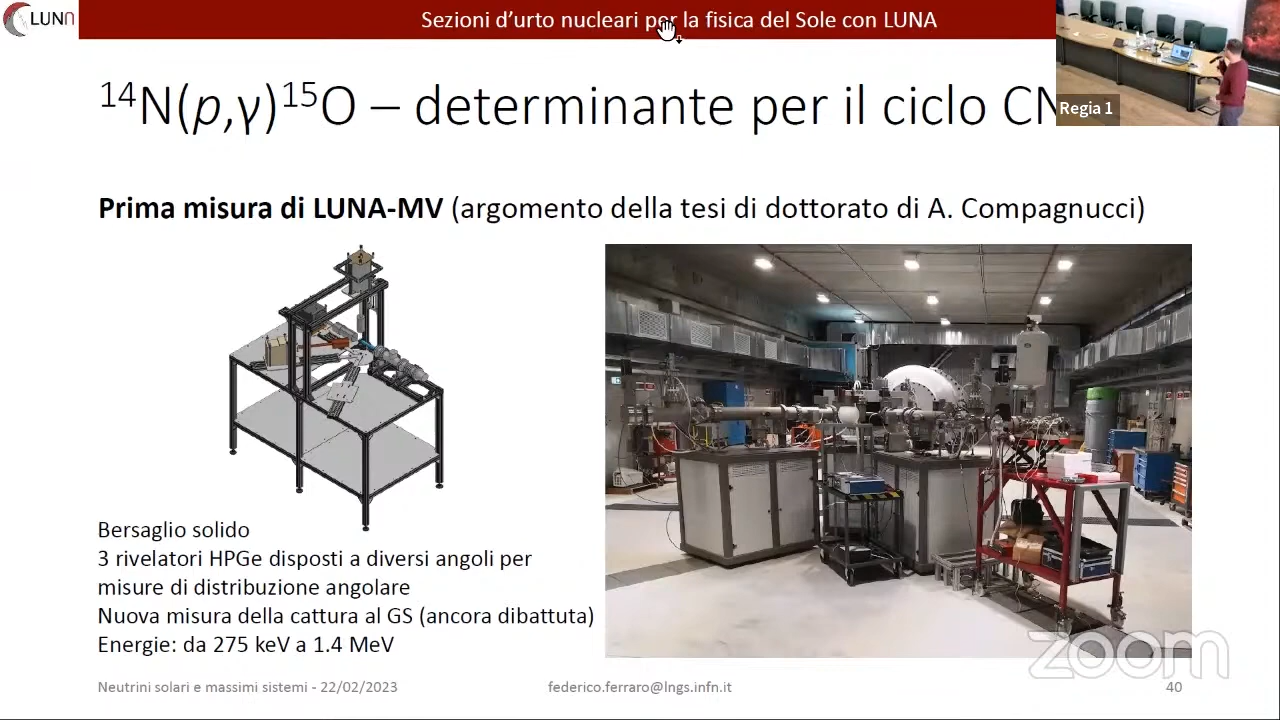 LUNA
Sezioni d’urto nucleari per la fisica del Sole con LUNA
Regia 1
¹⁴N(p,γ)¹⁵O – determinante per il ciclo CN
Prima misura di LUNA-MV (argomento della tesi di dottorato di A. Compagnucci)
Bersaglio solido
3 rivelatori HPGe disposti a diversi angoli per
misure di distribuzione angolare
Nuova misura della cattura al GS (ancora dibattuta)
Energie: da 275 keV a 1.4 MeV
zoom
Neutrini solari e massimi sistemi - 22/02/2023
federico.ferraro@lngs.infn.it
40